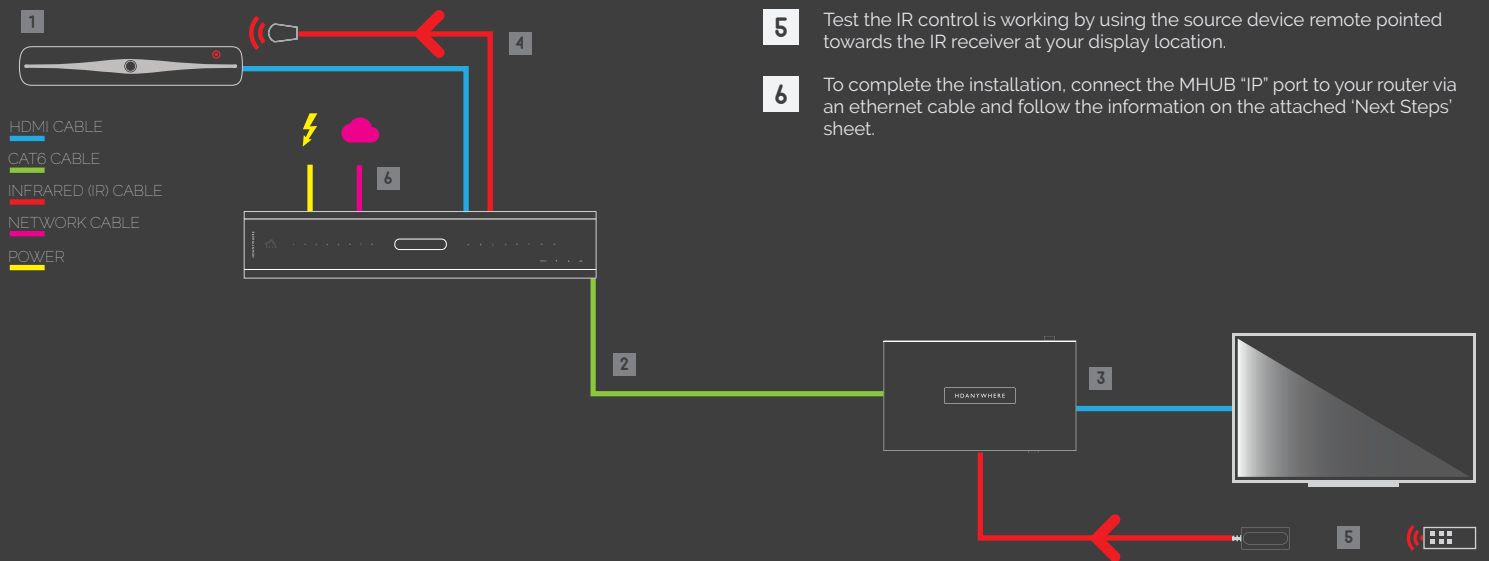 1
4
HDMI CABLE
CAT6 CABLE
INFRARED (IR) CABLE
NETWORK CABLE
POWER
6
2
3
HDANYWHERE
5
5
Test the IR control is working by using the source device remote pointed
towards the IR receiver at your display location.
6
To complete the installation, connect the MHUB “IP” port to your router via
an ethernet cable and follow the information on the attached ‘Next Steps’
sheet.